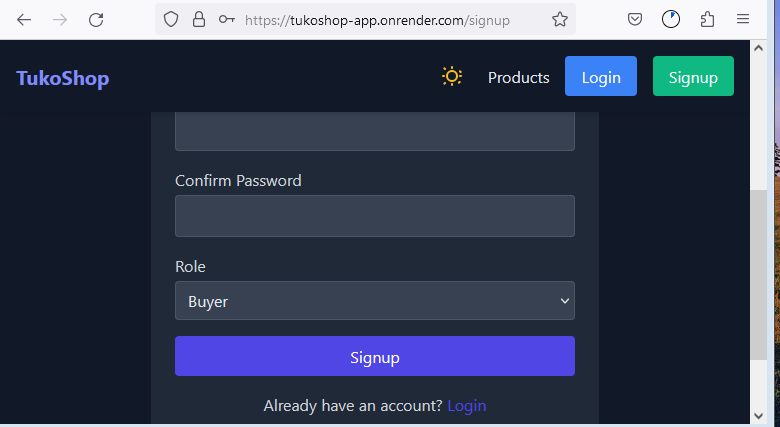 https://tukoshop-app.onrender.com/signup
TukoShop
Products
Login
Signup
Confirm Password
Role
Buyer
Signup
Already have an account? Login